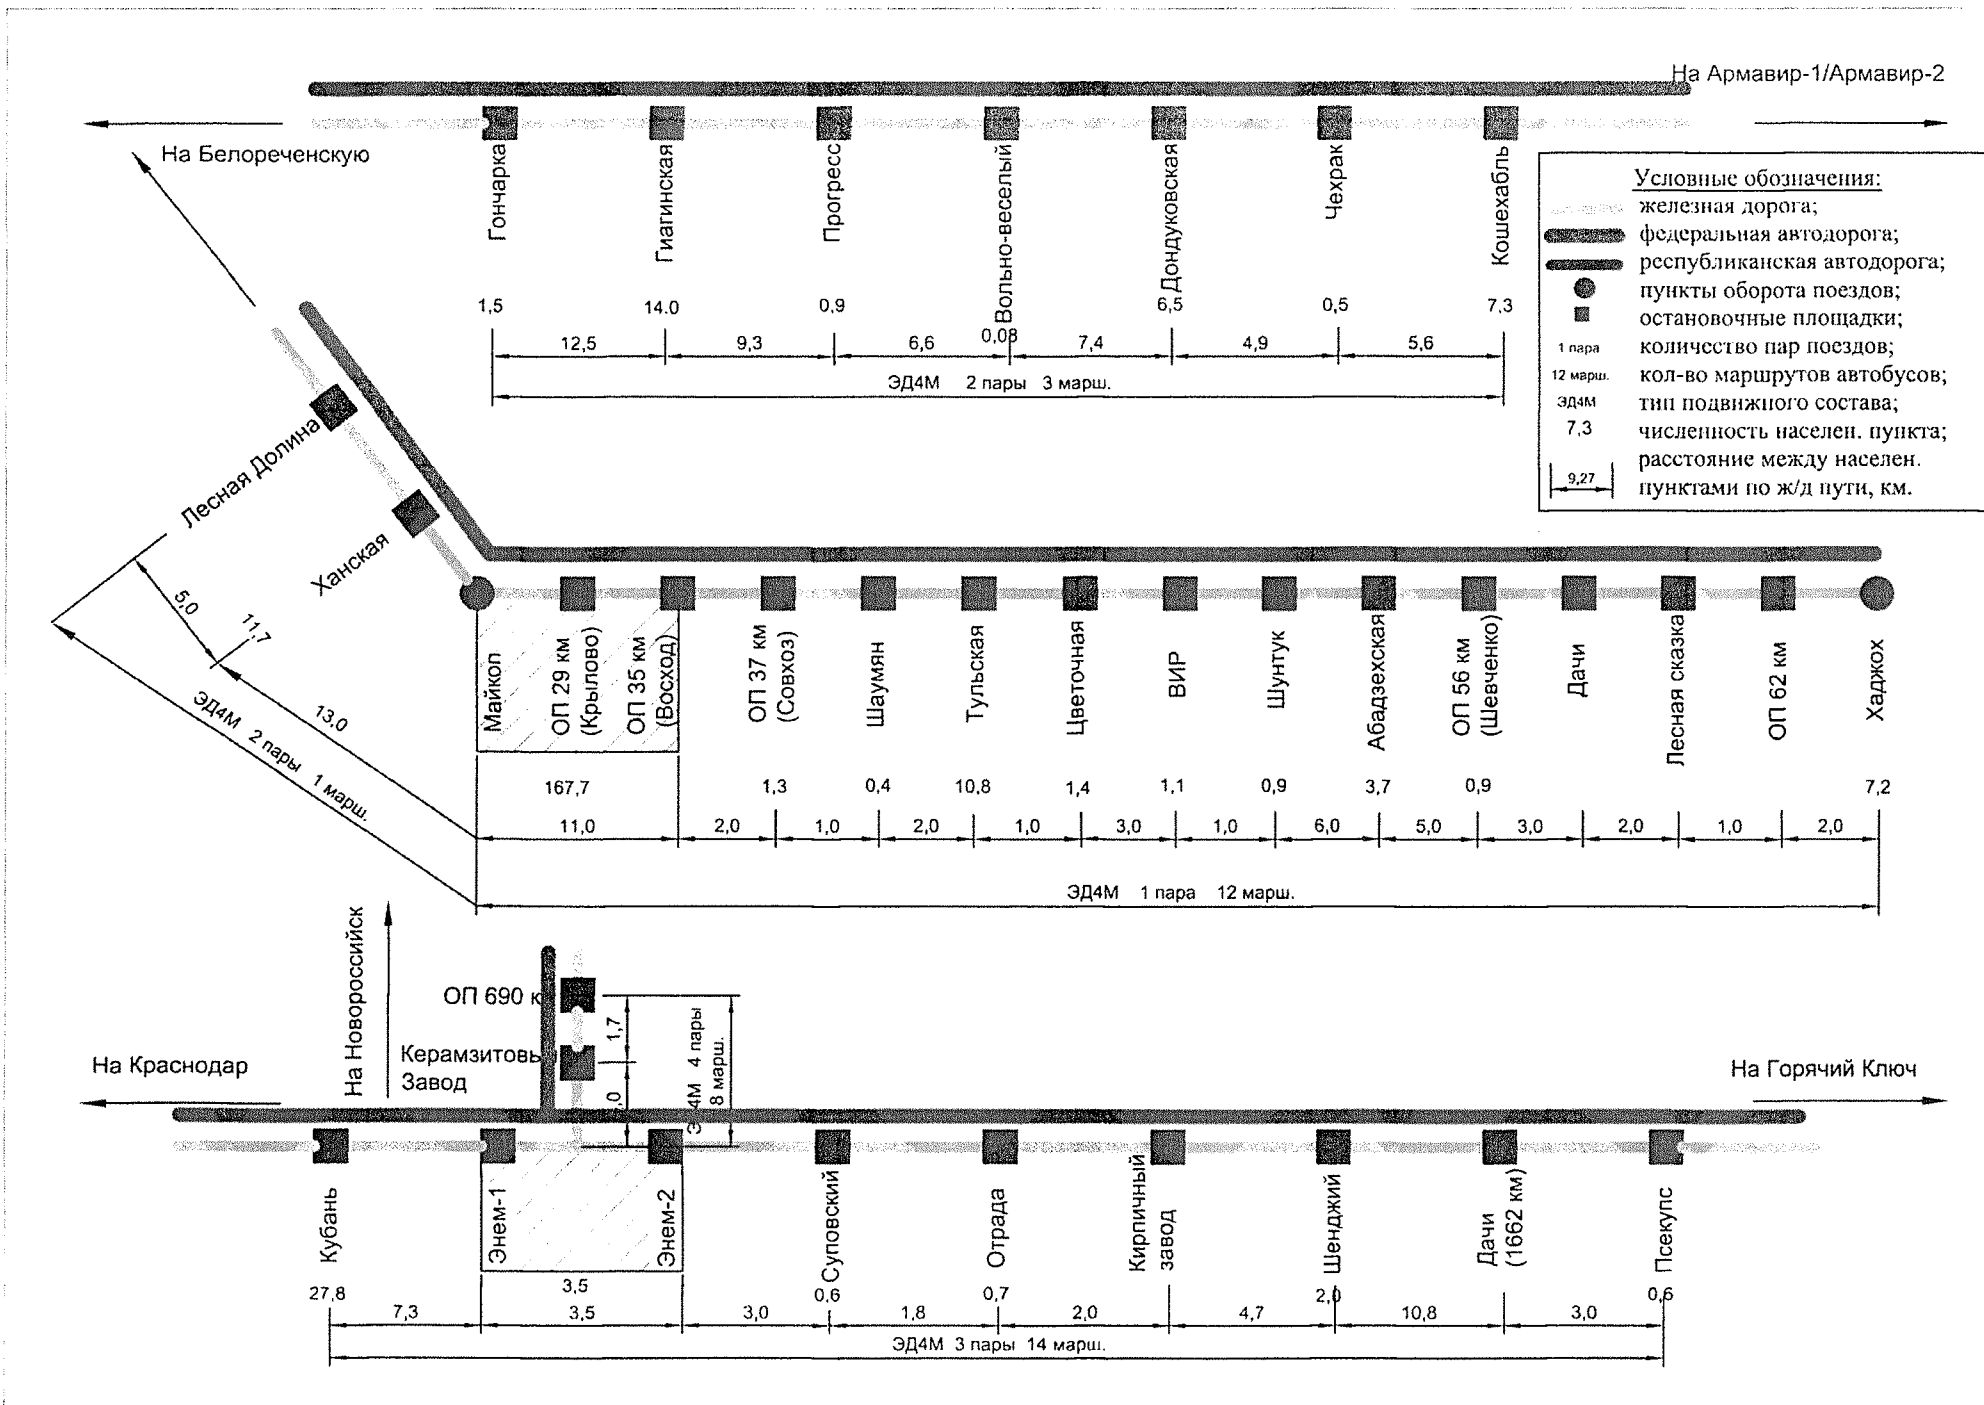 На Армавир-1/Армавир-2
На Белореченскую
Гончарка
Гиагинская
Прогресс
Вольно-веселый
Дондуковская
Чехрак
Кошехабль
1,5
14.0
0,9
0,08
6,5
0,5
7,3
12,5
9,3
6,6
7,4
4,9
5,6
ЭД4М 2 пары 3 марш.
Условные обозначения:
железная дорога;
федеральная автодорога;
республиканская автодорога;
пункты оборота поездов;
остановочные площадки;
1 пара количество пар поездов;
12 марш. кол-во маршрутов автобусов;
ЭД4М тип подвижного состава;
7,3 численность населен. пункта;
расстояние между населен.
9,27 пунктами по ж/д пути, км.
Лесная Долина
Ханская
5,0
11,7
13,0
ЭД4М 2 пары 1 марш.
Майкоп
ОП 29 км
(Крылово)
ОП 35 км
(Восход)
ОП 37 км
(Совхоз)
Шаумян
Тульская
Цветочная
ВИР
Шунтук
Абадзехская
ОП 56 км
(Шевченко)
Дачи
Лесная сказка
ОП 62 км
Хаджох
167,7
1,3
0,4
10,8
1,4
1,1
0,9
3,7
0,9
7,2
11,0
2,0
1,0
2,0
1,0
3,0
1,0
6,0
5,0
3,0
2,0
1,0
2,0
ЭД4М 1 пара 12 марш.
На Новороссийск
ОП 690 к
Керамзитовы
Завод
1,7
,0
ЭД4М 4 пары
8 марш.
На Краснодар
На Горячий Ключ
Кубань
Энем-1
Энем-2
Суповский
Отрада
Кирпичный
завод
Шенджий
Дачи
(1662 км)
Псекупс
27,8
3,5
0,6
0,7
2,0
0,6
7,3
3,5
3,0
1,8
2,0
4,7
10,8
3,0
ЭД4М 3 пары 14 марш.